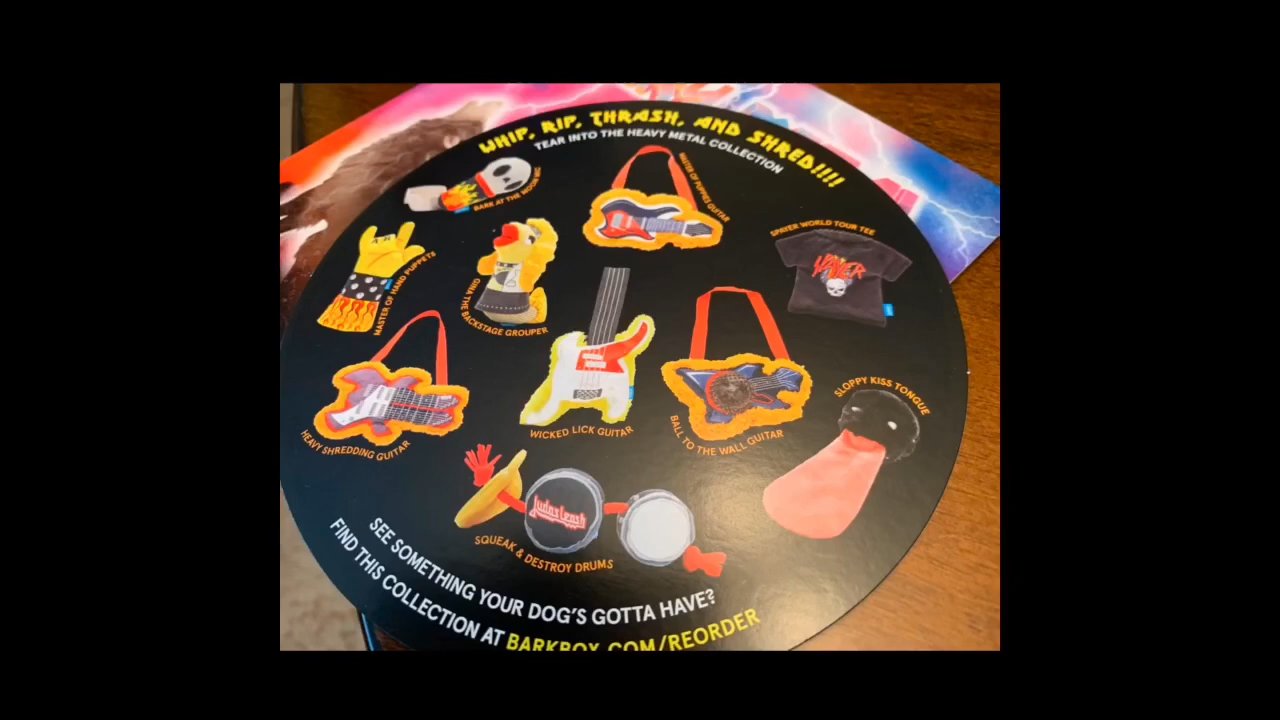 WHIP, RIP, THRASH, AND SHRED!!!!
TEAR INTO THE HEAVY METAL COLLECTION
BARK AT THE MOON MIC
MASTER OF PUPPIES GUITAR
SPAYER WORLD TOUR TEE
SPAYER
MASTER OF HAND PUPPETS
GINA THE BACKSTAGE GROUPER
HEAVY SHREDDING GUITAR
WICKED LICK GUITAR
BALL TO THE WALL GUITAR
SLOPPY KISS TONGUE
Judas Leash
SQUEAK & DESTROY DRUMS
SEE SOMETHING YOUR DOG'S GOTTA HAVE?
FIND THIS COLLECTION AT BARKBOX.COM/REORDER